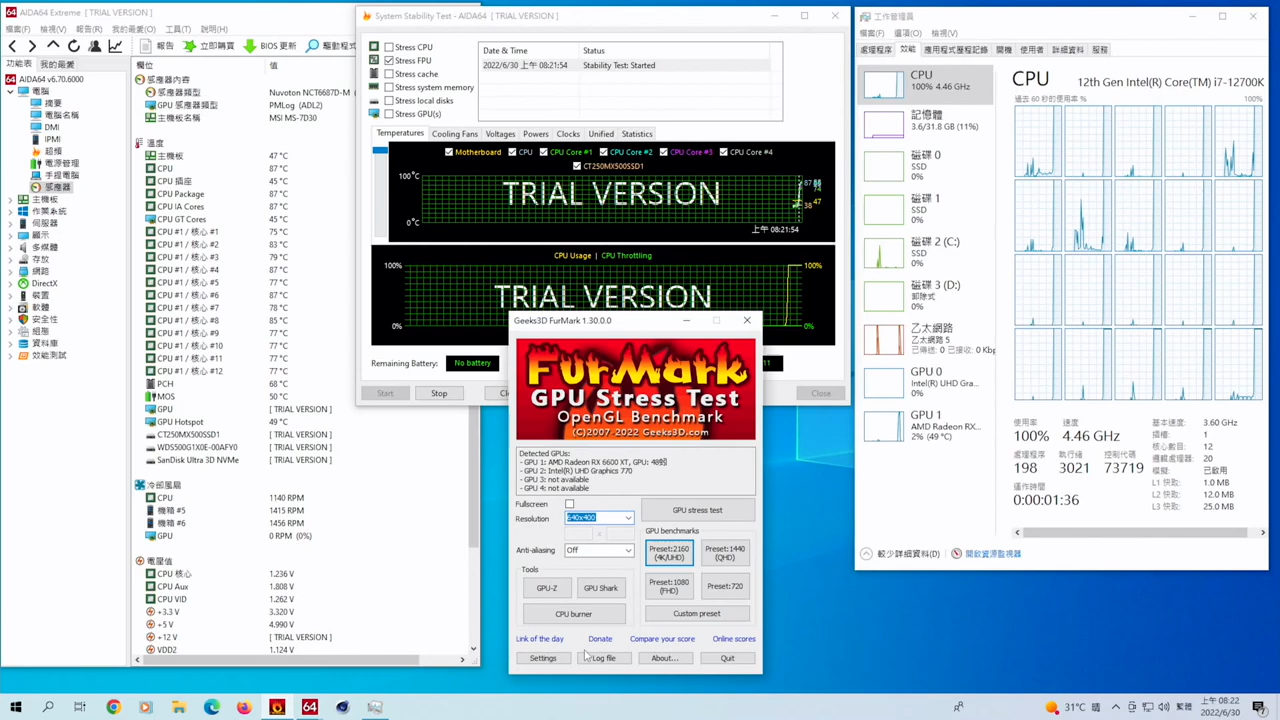 AIDA64 Extreme [ TRIAL VERSION ]
檔案(F) 檢視(V) 報告(R) 我的最愛(O) 工具(T) 說明(H)
報告 立即購買 BIOS 更新 驅動程式
功能表 我的最愛
AIDA64 v6.70.6000
電腦
摘要
電腦名稱
DMI
IPMI
超頻
電源管理
手提電腦
感應器
主機板
作業系統
伺服器
顯示
多媒體
存放
網路
DirectX
裝置
軟體
安全性
組態
資料庫
效能測試
欄位 值
感應器內容
感應器類型 Nuvoton NCT6687D-M
GPU 感應器類型 PMLog (ADL2)
主機板名稱 MSI MS-7D30
溫度
主機板 47 °C
CPU 87 °C
CPU 插座 45 °C
CPU Package 87 °C
CPU IA Cores 87 °C
CPU GT Cores 45 °C
CPU #1 / 核心 #1 75 °C
CPU #1 / 核心 #2 83 °C
CPU #1 / 核心 #3 79 °C
CPU #1 / 核心 #4 87 °C
CPU #1 / 核心 #5 87 °C
CPU #1 / 核心 #6 87 °C
CPU #1 / 核心 #7 78 °C
CPU #1 / 核心 #8 85 °C
CPU #1 / 核心 #9 77 °C
CPU #1 / 核心 #10 77 °C
CPU #1 / 核心 #11 77 °C
CPU #1 / 核心 #12 77 °C
PCH 68 °C
MOS 50 °C
GPU [ TRIAL VERSION ]
GPU Hotspot 49 °C
CT250MX500SSD1 [ TRIAL VERSION ]
WDS500G1X0E-00AFY0 [ TRIAL VERSION ]
SanDisk Ultra 3D NVMe [ TRIAL VERSION ]
冷卻風扇
CPU 1140 RPM
機箱 #5 1415 RPM
機箱 #6 1456 RPM
GPU 0 RPM (0%)
電壓值
CPU 核心 1.236 V
CPU Aux 1.808 V
CPU VID 1.262 V
+3.3 V 3.320 V
+5 V 4.990 V
+12 V [ TRIAL VERSION ]
VDD2 1.124 V
System Stability Test - AIDA64 [ TRIAL VERSION ]
Stress CPU
Stress FPU
Stress cache
Stress system memory
Stress local disks
Stress GPU(s)
Date & Time Status
2022/6/30 上午 08:21:54 Stability Test: Started
Temperatures Cooling Fans Voltages Powers Clocks Unified Statistics
Motherboard CPU CPU Core #1 CPU Core #2 CPU Core #3 CPU Core #4
CT250MX500SSD1
100°C
TRIAL VERSION
38 47
0°C
上午 08:21:54
CPU Usage | CPU Throttling
100% 100%
TRIAL VERSION
0% 0%
Remaining Battery: No battery
Start Stop Close
Geeks3D FurMark 1.30.0.0
FurMark
GPU Stress Test
OpenGL Benchmark
(C)2007-2022 Geeks3D.com
Detected GPUs:
- GPU 1: AMD Radeon RX 6600 XT, GPU: 48
- GPU 2: Intel(R) UHD Graphics 770
- GPU 3: not available
- GPU 4: not available
Fullscreen
Resolution 640x400
x
Anti-aliasing Off
GPU stress test
GPU benchmarks
Preset:2160 (4K/UHD) Preset:1440 (QHD)
Preset:1080 (FHD) Preset:720
Custom preset
Tools
GPU-Z GPU Shark
CPU burner
Link of the day Donate Compare your score Online scores
Settings Log file About... Quit
工作管理員
檔案(F) 選項(O) 檢視(V)
處理程序 效能 應用程式歷程記錄 開機 使用者 詳細資料 服務
CPU
100% 4.46 GHz
記憶體
3.6/31.8 GB (11%)
磁碟 0
SSD
0%
磁碟 1
SSD
0%
磁碟 2 (C:)
SSD
0%
磁碟 3 (D:)
卸除式
0%
乙太網路
乙太網路 5
已傳送: 0 已接收: 0 Kbp
GPU 0
Intel(R) UHD Gra...
0%
GPU 1
AMD Radeon RX...
2% (49 °C)
CPU 12th Gen Intel(R) Core(TM) i7-12700K
過去 60 秒的使用率 % 100%
使用率 速度
100% 4.46 GHz
處理程序 執行緒 控制代碼
198 3021 73719
運作時間
0:00:01:36
基本速度: 3.60 GHz
插槽: 1
核心數目: 12
邏輯處理器: 20
模擬: 已啟用
L1 快取: 1.0 MB
L2 快取: 12.0 MB
L3 快取: 25.0 MB
較少詳細資料(D) 開啟資源監視器
31°C 晴
繁體
上午 08:22
2022/6/30